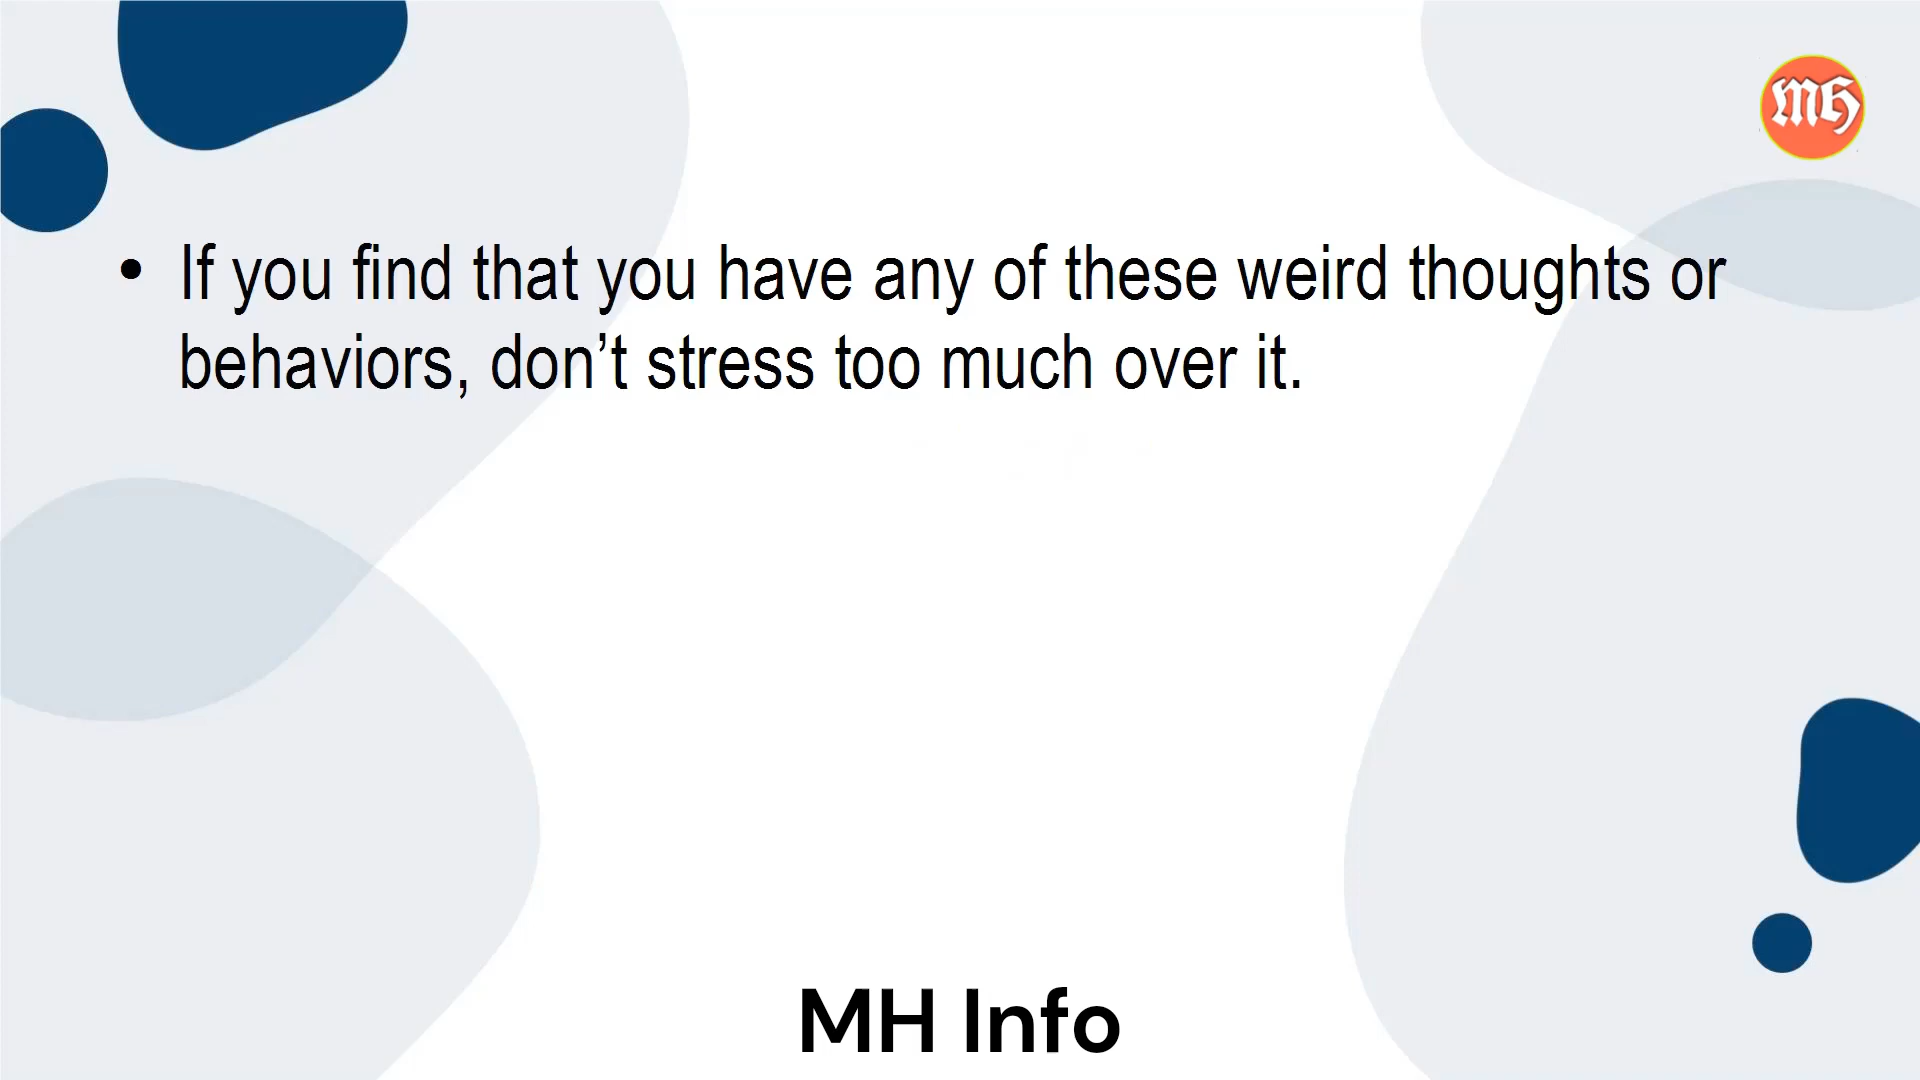 MH
• If you find that you have any of these weird thoughts or
behaviors, don’t stress too much over it.
MH Info